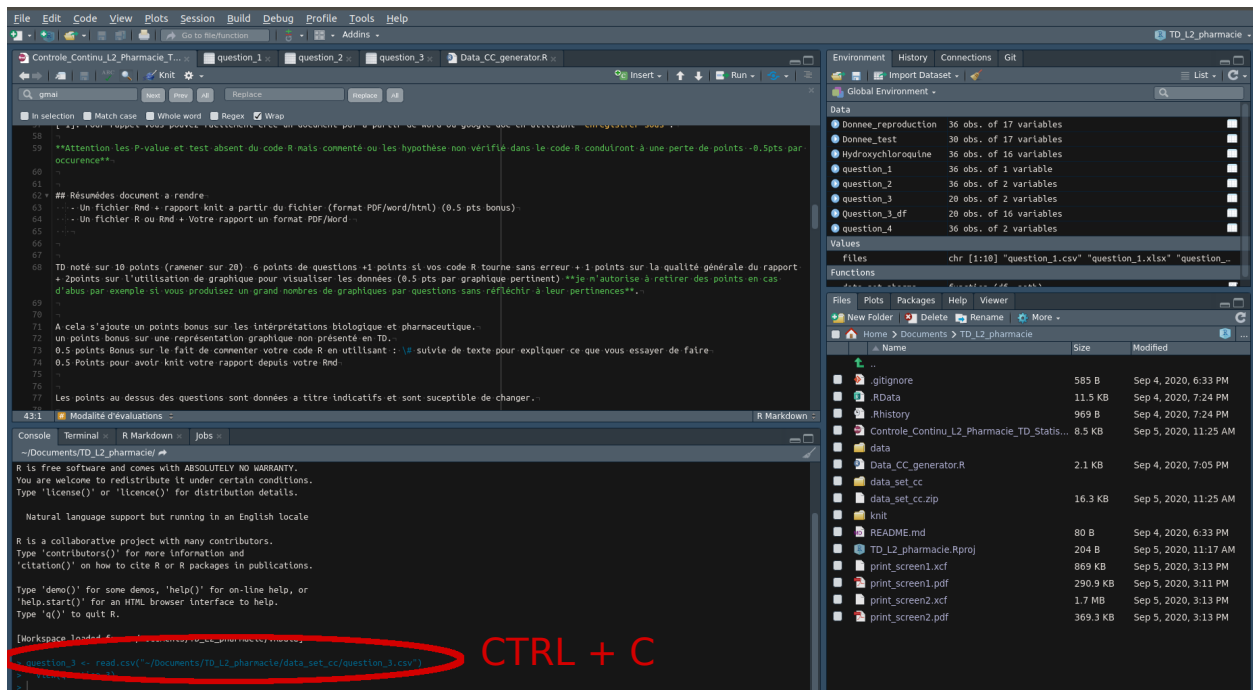 File Edit Code View Plots Session Build Debug Profile Tools Help
Go to file/function Addins TD_L2_pharmacie
Controle_Continu_L2_Pharmacie_T... question_1 question_2 question_3 Data_CC_generator.R
Knit Insert Run
gmai Next Prev All Replace Replace All
In selection Match case Whole word Regex Wrap
58
59 **Attention les P-value et test absent du code R mais commenté ou les hypothèse non vérifié dans le code R conduiront à une perte de points -0.5pts par
occurence**
60
61
62 ## Résumédes document a rendre
63 - Un fichier Rmd + rapport knit a partir du fichier (format PDF/word/html) (0.5 pts bonus)
64 - Un fichier R ou Rmd + Votre rapport un format PDF/Word
65
66
67
68 TD noté sur 10 points (ramener sur 20) 6 points de questions +1 points si vos code R tourne sans erreur + 1 points sur la qualité générale du rapport
+ 2points sur l'utilisation de graphique pour visualiser les données (0.5 pts par graphique pertinent) **je m'autorise à retirer des points en cas
d'abus par exemple si vous produisez un grand nombres de graphiques par questions sans réfléchir à leur pertinences**.
69
70
71 A cela s'ajoute un points bonus sur les intérprétations biologique et pharmaceutique.
72 un points bonus sur une représentation graphique non présenté en TD.
73 0.5 points Bonus sur le fait de commenter votre code R en utilisant : \# suivie de texte pour expliquer ce que vous essayer de faire
74 0.5 Points pour avoir knit votre rapport depuis votre Rmd
75
76
77 Les points au dessus des questions sont données a titre indicatifs et sont suceptible de changer.
43:1 Modalité d'évaluations R Markdown
Console Terminal R Markdown Jobs
~/Documents/TD_L2_pharmacie/
R is free software and comes with ABSOLUTELY NO WARRANTY.
You are welcome to redistribute it under certain conditions.
Type 'license()' or 'licence()' for distribution details.
Natural language support but running in an English locale
R is a collaborative project with many contributors.
Type 'contributors()' for more information and
'citation()' on how to cite R or R packages in publications.
Type 'demo()' for some demos, 'help()' for on-line help, or
'help.start()' for an HTML browser interface to help.
Type 'q()' to quit R.
[Workspace loaded
> question_3 <- read.csv("~/Documents/TD_L2_pharmacie/data_set_cc/question_3.csv")
>
CTRL + C
Environment History Connections Git
Import Dataset List
Global Environment
Data
Donnee_reproduction 36 obs. of 17 variables
Donnee_test 30 obs. of 17 variables
Hydroxychloroquine 36 obs. of 16 variables
question_1 36 obs. of 1 variable
question_2 36 obs. of 2 variables
question_3 20 obs. of 2 variables
Question_3_df 20 obs. of 16 variables
question_4 36 obs. of 2 variables
Values
files chr [1:10] "question_1.csv" "question_1.xlsx" "question_…
Functions
Files Plots Packages Help Viewer
New Folder Delete Rename More
Home > Documents > TD_L2_pharmacie
Name Size Modified
..
.gitignore 585 B Sep 4, 2020, 6:33 PM
.RData 11.5 KB Sep 4, 2020, 7:24 PM
.Rhistory 969 B Sep 4, 2020, 7:24 PM
Controle_Continu_L2_Pharmacie_TD_Statis... 8.5 KB Sep 5, 2020, 11:25 AM
data
Data_CC_generator.R 2.1 KB Sep 4, 2020, 7:05 PM
data_set_cc
data_set_cc.zip 16.3 KB Sep 5, 2020, 11:25 AM
knit
README.md 80 B Sep 4, 2020, 6:33 PM
TD_L2_pharmacie.Rproj 204 B Sep 5, 2020, 11:17 AM
print_screen1.xcf 869 KB Sep 5, 2020, 3:13 PM
print_screen1.pdf 290.9 KB Sep 5, 2020, 3:11 PM
print_screen2.xcf 1.7 MB Sep 5, 2020, 3:13 PM
print_screen2.pdf 369.3 KB Sep 5, 2020, 3:13 PM